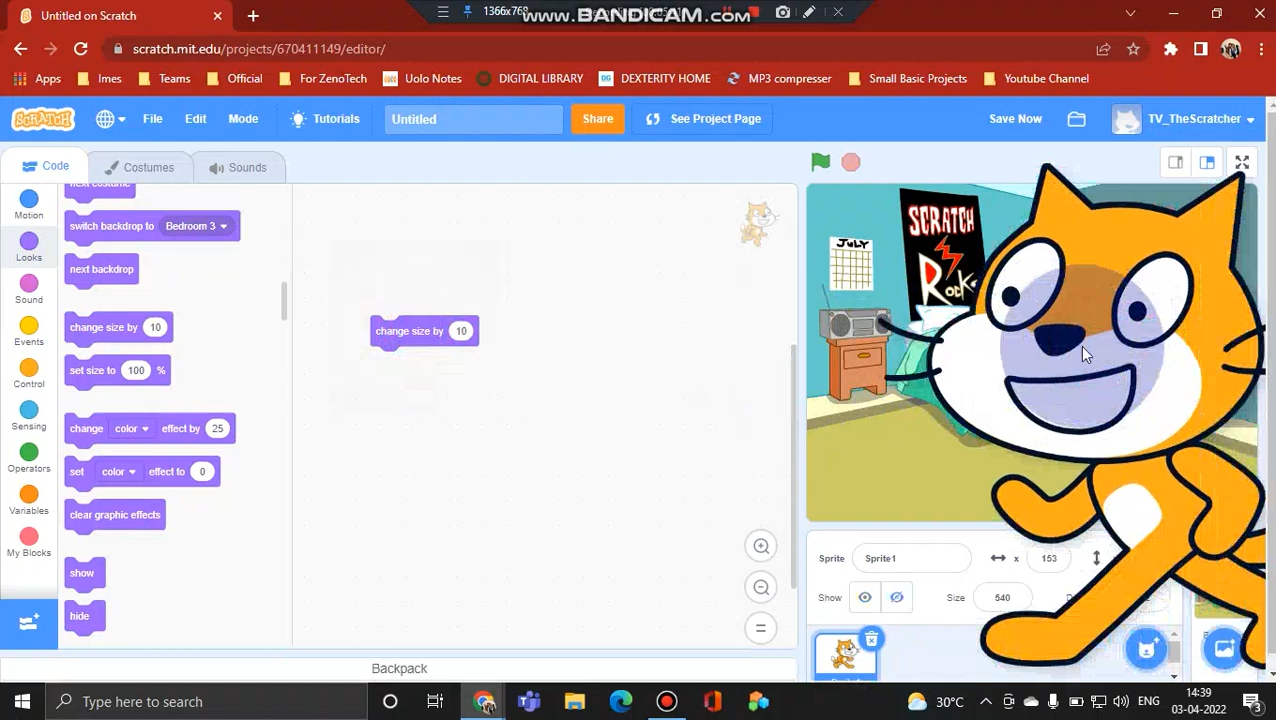 Untitled on Scratch
1366x768
www.BANDICAM.com
scratch.mit.edu/projects/670411149/editor/
Apps Imes Teams Official For ZenoTech Uolo Notes DIGITAL LIBRARY DEXTERITY HOME MP3 compresser Small Basic Projects Youtube Channel
SCRATCH File Edit Mode Tutorials Untitled Share See Project Page Save Now TV_TheScratcher
Code Costumes Sounds
Motion
Looks
Sound
Events
Control
Sensing
Operators
Variables
My Blocks
next costume
switch backdrop to Bedroom 3
next backdrop
change size by 10
set size to 100 %
change color effect by 25
set color effect to 0
clear graphic effects
show
hide
change size by 10
JULY
SCRATCH
Rock
Sprite Sprite1 x 153
Show Size 540
Backpack
Type here to search
30°C
ENG
14:39
03-04-2022
3